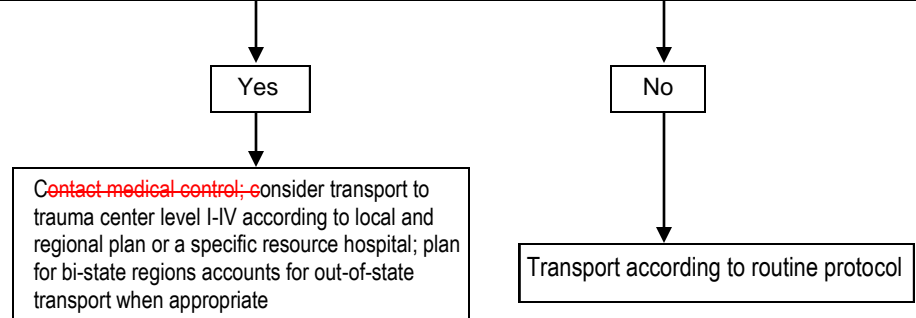 Yes
No
Contact medical control; consider transport to
trauma center level I-IV according to local and
regional plan or a specific resource hospital; plan
for bi-state regions accounts for out-of-state
transport when appropriate
Transport according to routine protocol